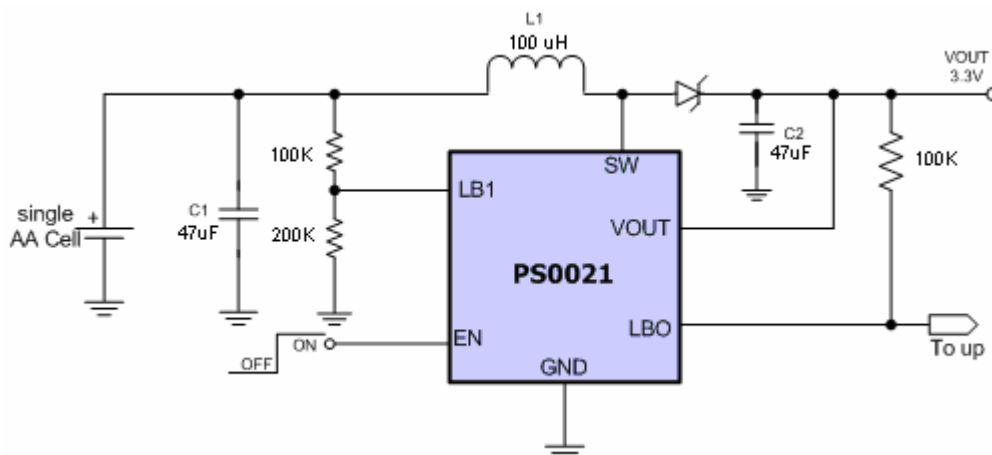 L1
100 uH
VOUT
3.3V
100K
C2
47uF
100K
SW
LB1
C1
47uF
200K
single
AA Cell
+
VOUT
PS0021
LBO
To up
EN
ON
OFF
GND